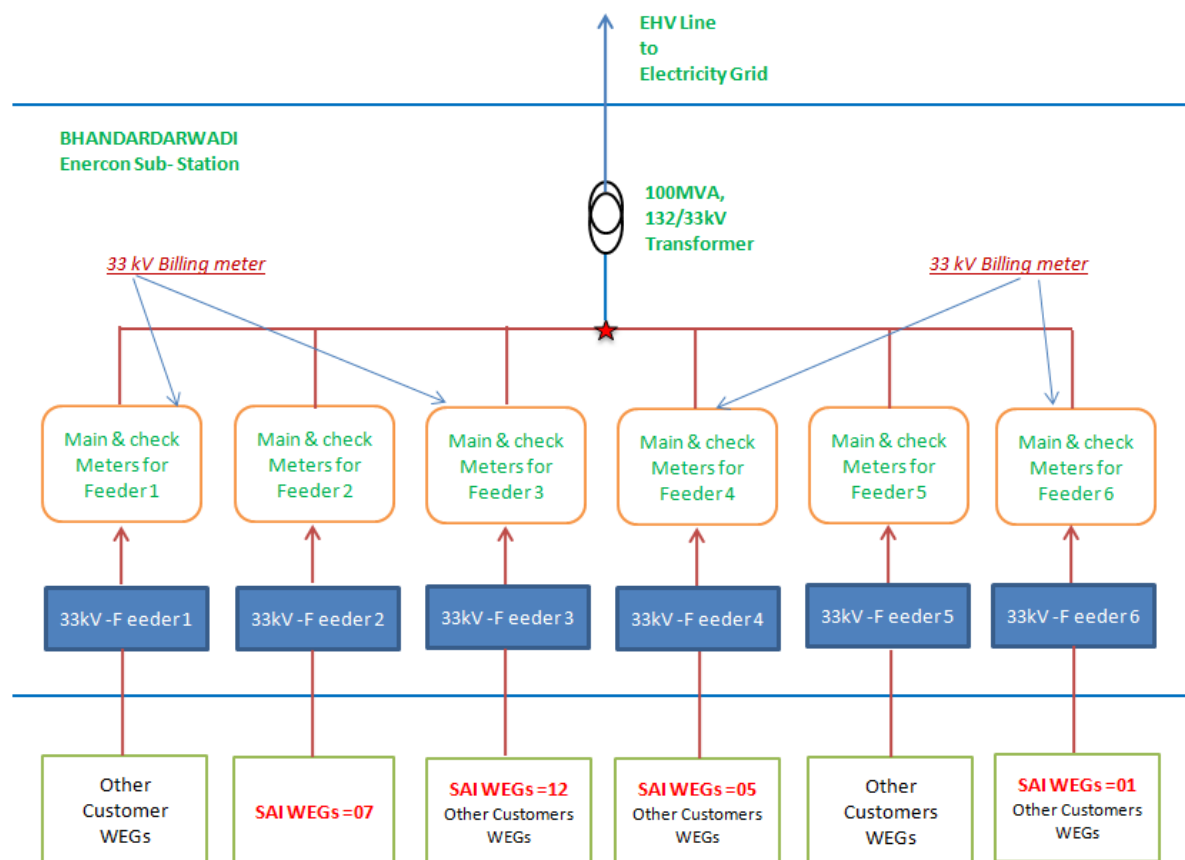 EHV Line
to
Electricity Grid
BHANDARDARWADI
Enercon Sub- Station
100MVA,
132/33kV
Transformer
33 kV Billing meter
33 kV Billing meter
Main & check
Meters for
Feeder 1
Main & check
Meters for
Feeder 2
Main & check
Meters for
Feeder 3
Main & check
Meters for
Feeder 4
Main & check
Meters for
Feeder 5
Main & check
Meters for
Feeder 6
33kV -F eeder 1
33kV -F eeder 2
33kV -F eeder 3
33kV -F eeder 4
33kV -F eeder 5
33kV -F eeder 6
Other
Customer
WEGs
SAI WEGs =07
SAI WEGs =12
Other Customers
WEGs
SAI WEGs =05
Other Customers
WEGs
Other
Customers
WEGs
SAI WEGs =01
Other Customers
WEGs